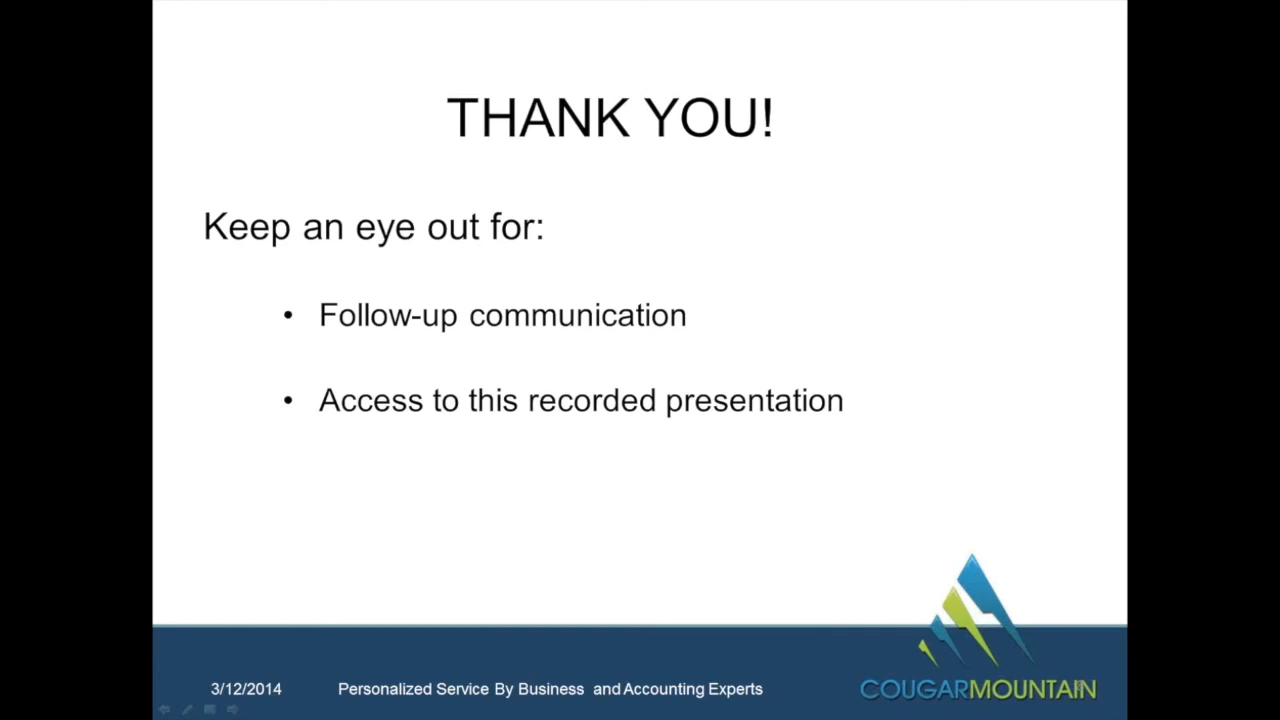 THANK YOU!
Keep an eye out for:
• Follow-up communication
• Access to this recorded presentation
3/12/2014
Personalized Service By Business and Accounting Experts
COUGARMOUNTAIN